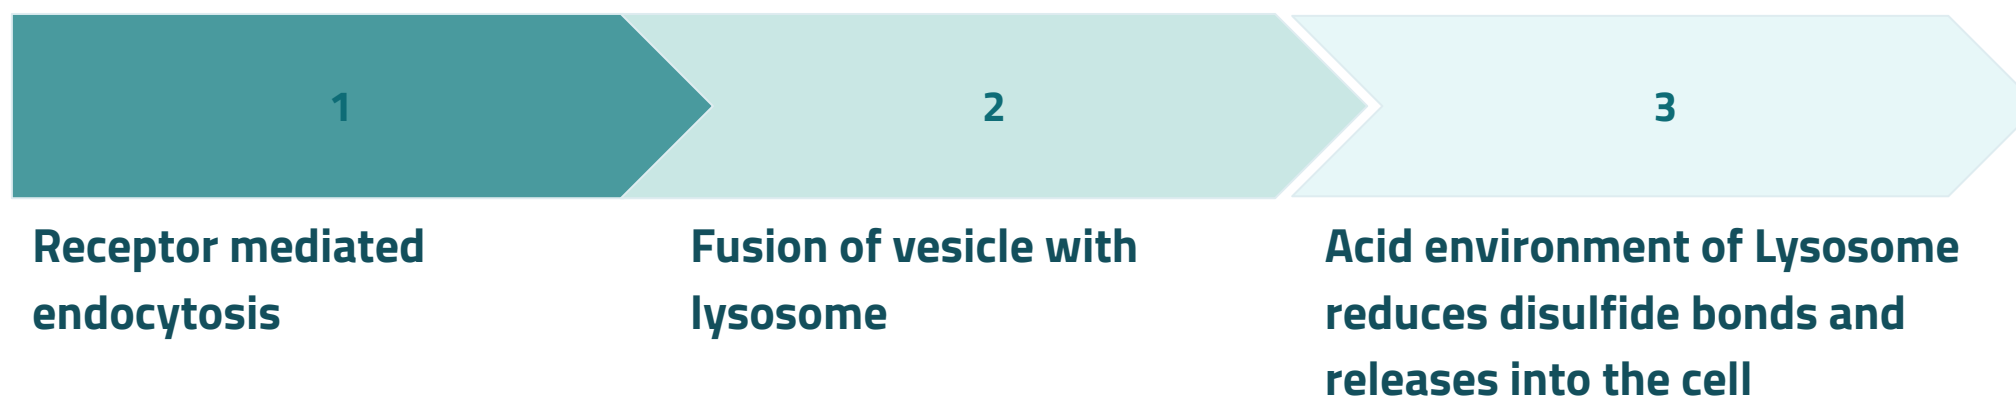 1
2
3
Receptor mediated
endocytosis
Fusion of vesicle with
lysosome
Acid environment of Lysosome
reduces disulfide bonds and
releases into the cell